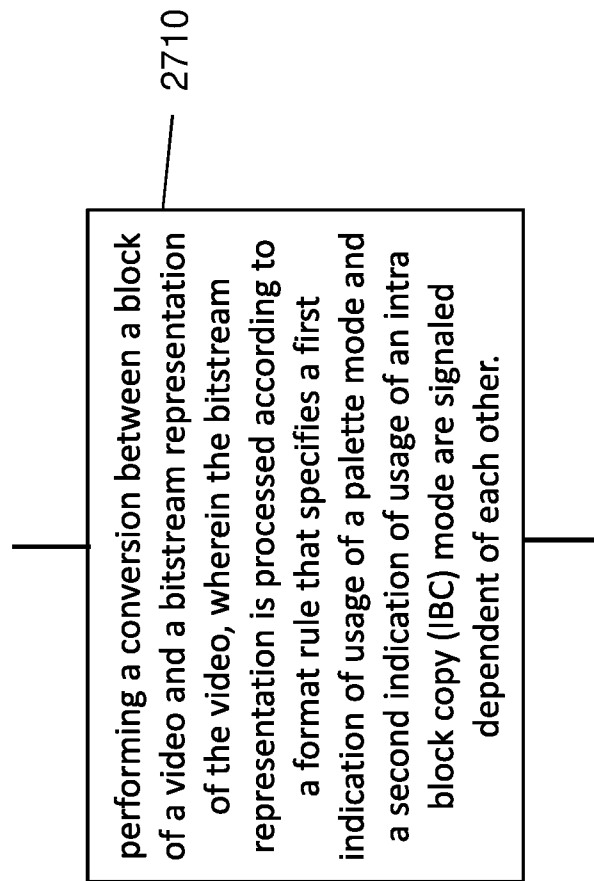 performing a conversion between a block
of a video and a bitstream representation
of the video, wherein the bitstream
representation is processed according to
a format rule that specifies a first
indication of usage of a palette mode and
a second indication of usage of an intra
block copy (IBC) mode are signaled
dependent of each other.
2710